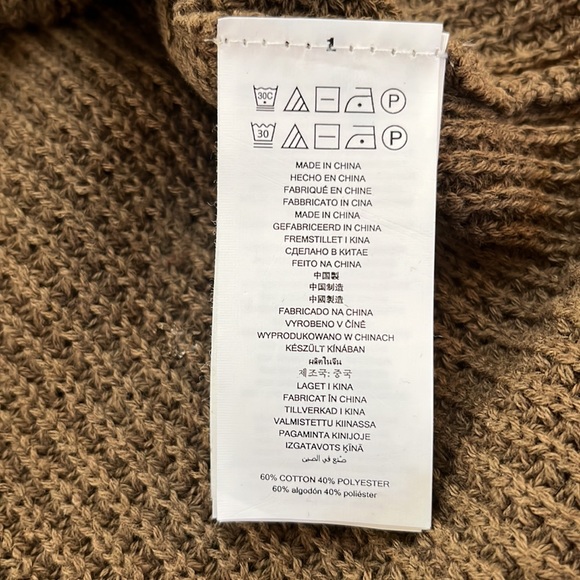 1
30C P
30 P
MADE IN CHINA
HECHO EN CHINA
FABRIQUÉ EN CHINE
FABBRICATO IN CINA
MADE IN CHINA
GEFABRICEERD IN CHINA
FREMSTILLET I KINA
СДЕЛАНО В КИТАЕ
FEITO NA CHINA
中国製
中国制造
中國製造
FABRICADO NA CHINA
VYROBENO V ČÍNĚ
WYPRODUKOWANO W CHINACH
KÉSZÜLT KÍNÁBAN
ผลิตในจีน
제조국: 중국
LAGET I KINA
FABRICAT ÎN CHINA
TILLVERKAD I KINA
VALMISTETTU KIINASSA
PAGAMINTA KINIJOJE
IZGATAVOTS ĶĪNĀ
صنع في الصين
60% COTTON 40% POLYESTER
60% algodón 40% poliéster